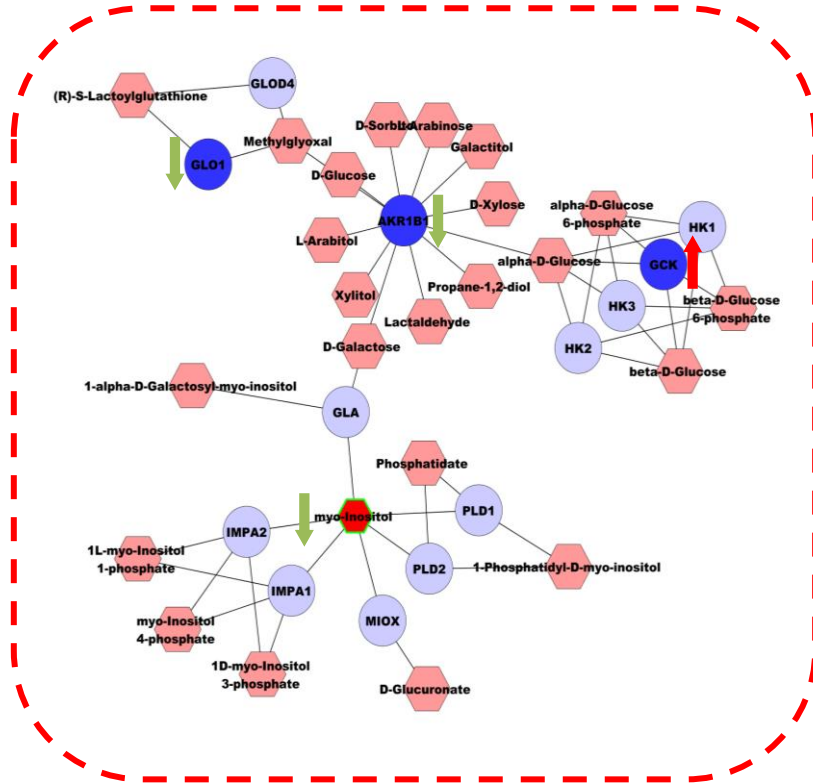 GLOD4
(R)-S-Lactoylglutathione
D-Sorbito
L-Arabinose
Methylglyoxal
Galactitol
GLO1
D-Glucose
D-Xylose
alpha-D-Glucose
6-phosphate
AKR1B1
HK1
L-Arabitol
alpha-D-Glucose
GCK
Propane-1,2-diol
Xylitol
HK3
beta-D-Glucose
6-phosphate
Lactaldehyde
D-Galactose
HK2
beta-D-Glucose
1-alpha-D-Galactosyl-myo-inositol
GLA
Phosphatidate
myo-Inositol
PLD1
IMPA2
1L-myo-Inositol
1-phosphate
PLD2
1-Phosphatidyl-D-myo-inositol
IMPA1
myo-Inositol
4-phosphate
MIOX
1D-myo-Inositol
3-phosphate
D-Glucuronate